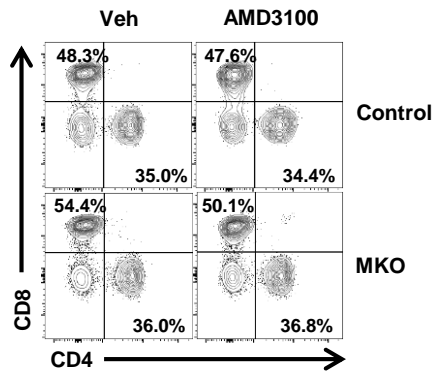 Veh AMD3100
48.3% 47.6%
Control
35.0% 34.4%
54.4% 50.1%
MKO
36.0% 36.8%
CD8
CD4